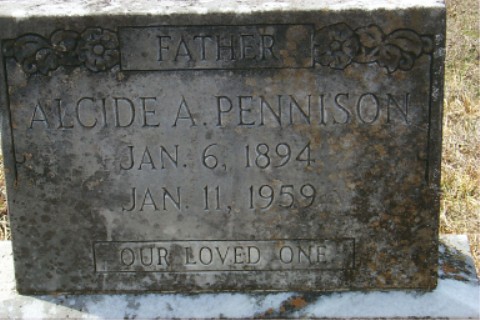 FATHER
ALCIDE A. PENNISON
JAN. 6, 1894
JAN. 11, 1959
OUR LOVED ONE